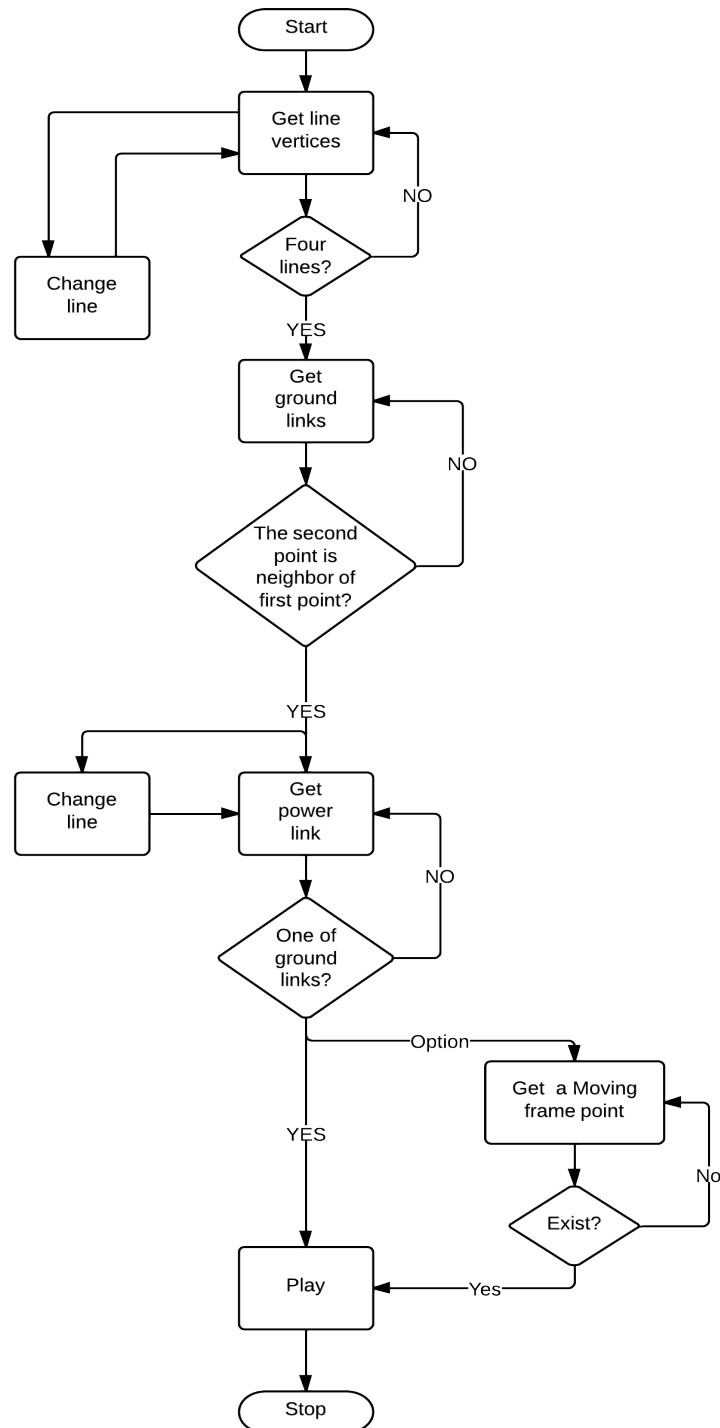 Start
Get line
vertices
NO
Four
lines?
Change
line
YES
Get
ground
links
NO
The second
point is
neighbor of
first point?
YES
Change
line
Get
power
link
NO
One of
ground
links?
Option
Get a Moving
frame point
YES
No
Exist?
Play
Yes
Stop